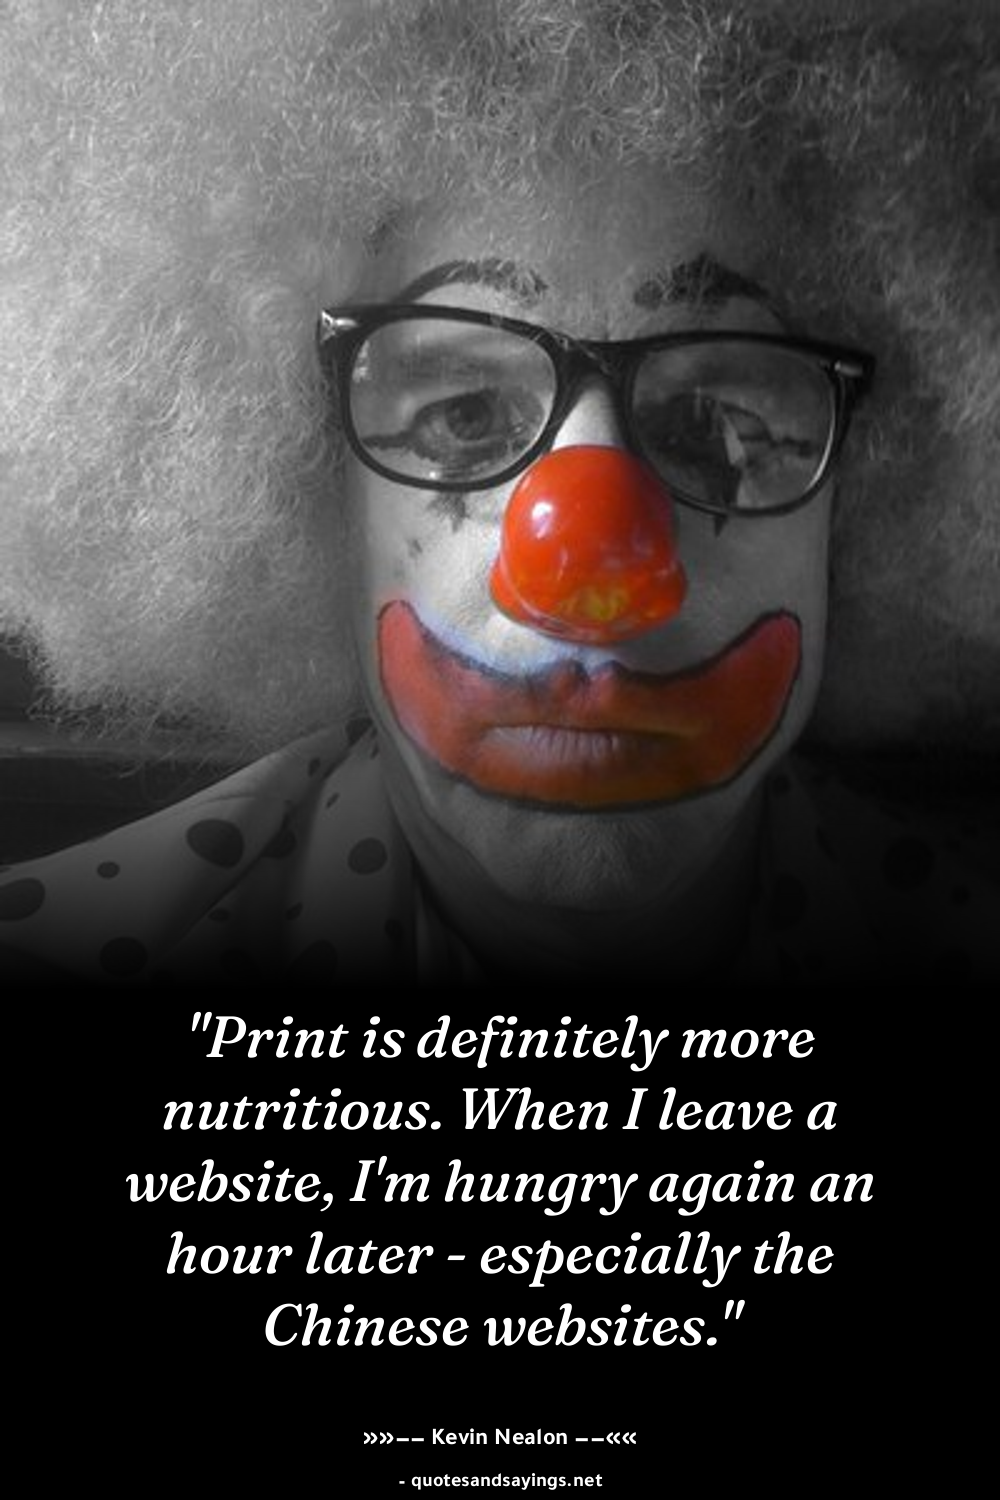 "Print is definitely more
nutritious. When I leave a
website, I'm hungry again an
hour later - especially the
Chinese websites."
»»−− Kevin Nealon −−««
- quotesandsayings.net